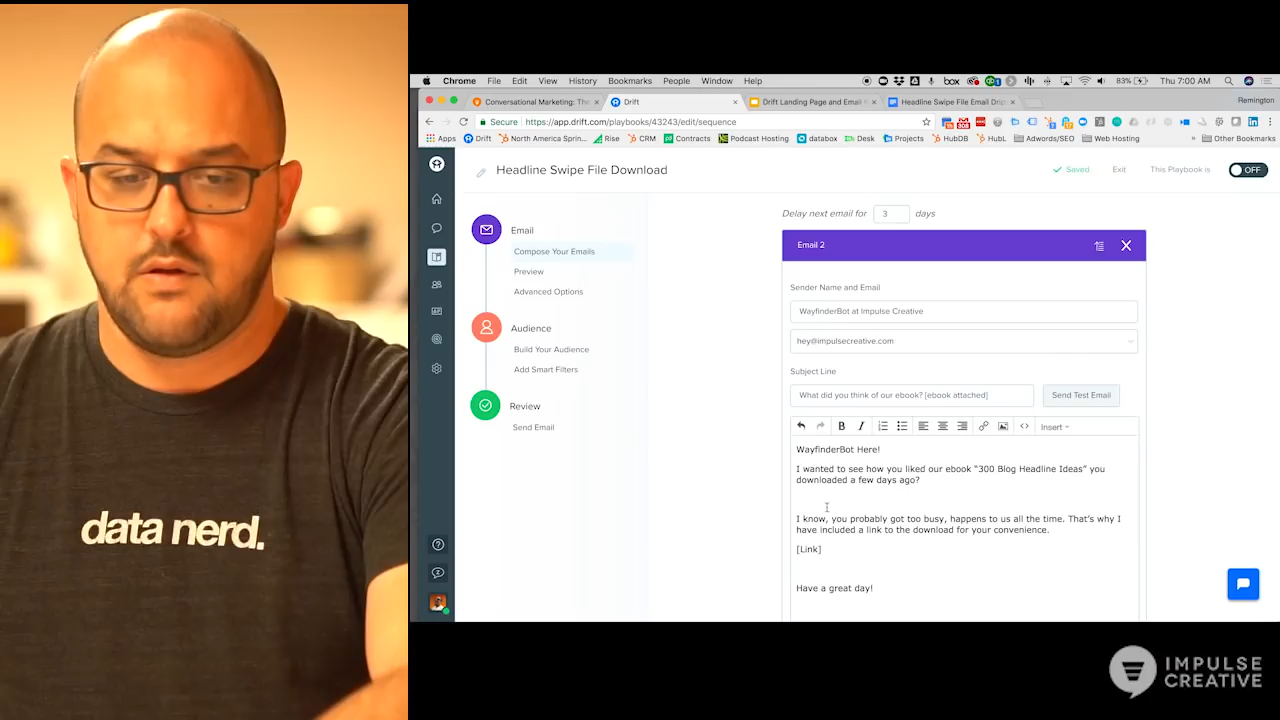 data nerd.
Chrome File Edit View History Bookmarks People Window Help
box
1
83%
Thu 7:00 AM
Conversational Marketing: The
Drift
Drift Landing Page and Email
Headline Swipe File Email Drip
Remington
Secure
https://app.drift.com/playbooks/43243/edit/sequence
Apps Drift North America Sprin... Rise CRM Contracts Podcast Hosting databox Desk Projects HubDB HubL Adwords/SEO Web Hosting » Other Bookmarks
Headline Swipe File Download
Saved
Exit
This Playbook is
OFF
Email
Compose Your Emails
Preview
Advanced Options
Audience
Build Your Audience
Add Smart Filters
Review
Send Email
Delay next email for 3 days
Email 2
Sender Name and Email
WayfinderBot at Impulse Creative
hey@impulsecreative.com
Subject Line
What did you think of our ebook? [ebook attached]
Send Test Email
B I
Insert
WayfinderBot Here!
I wanted to see how you liked our ebook “300 Blog Headline Ideas” you
downloaded a few days ago?
I know, you probably got too busy, happens to us all the time. That's why I
have included a link to the download for your convenience.
[Link]
Have a great day!
IMPULSE
CREATIVE